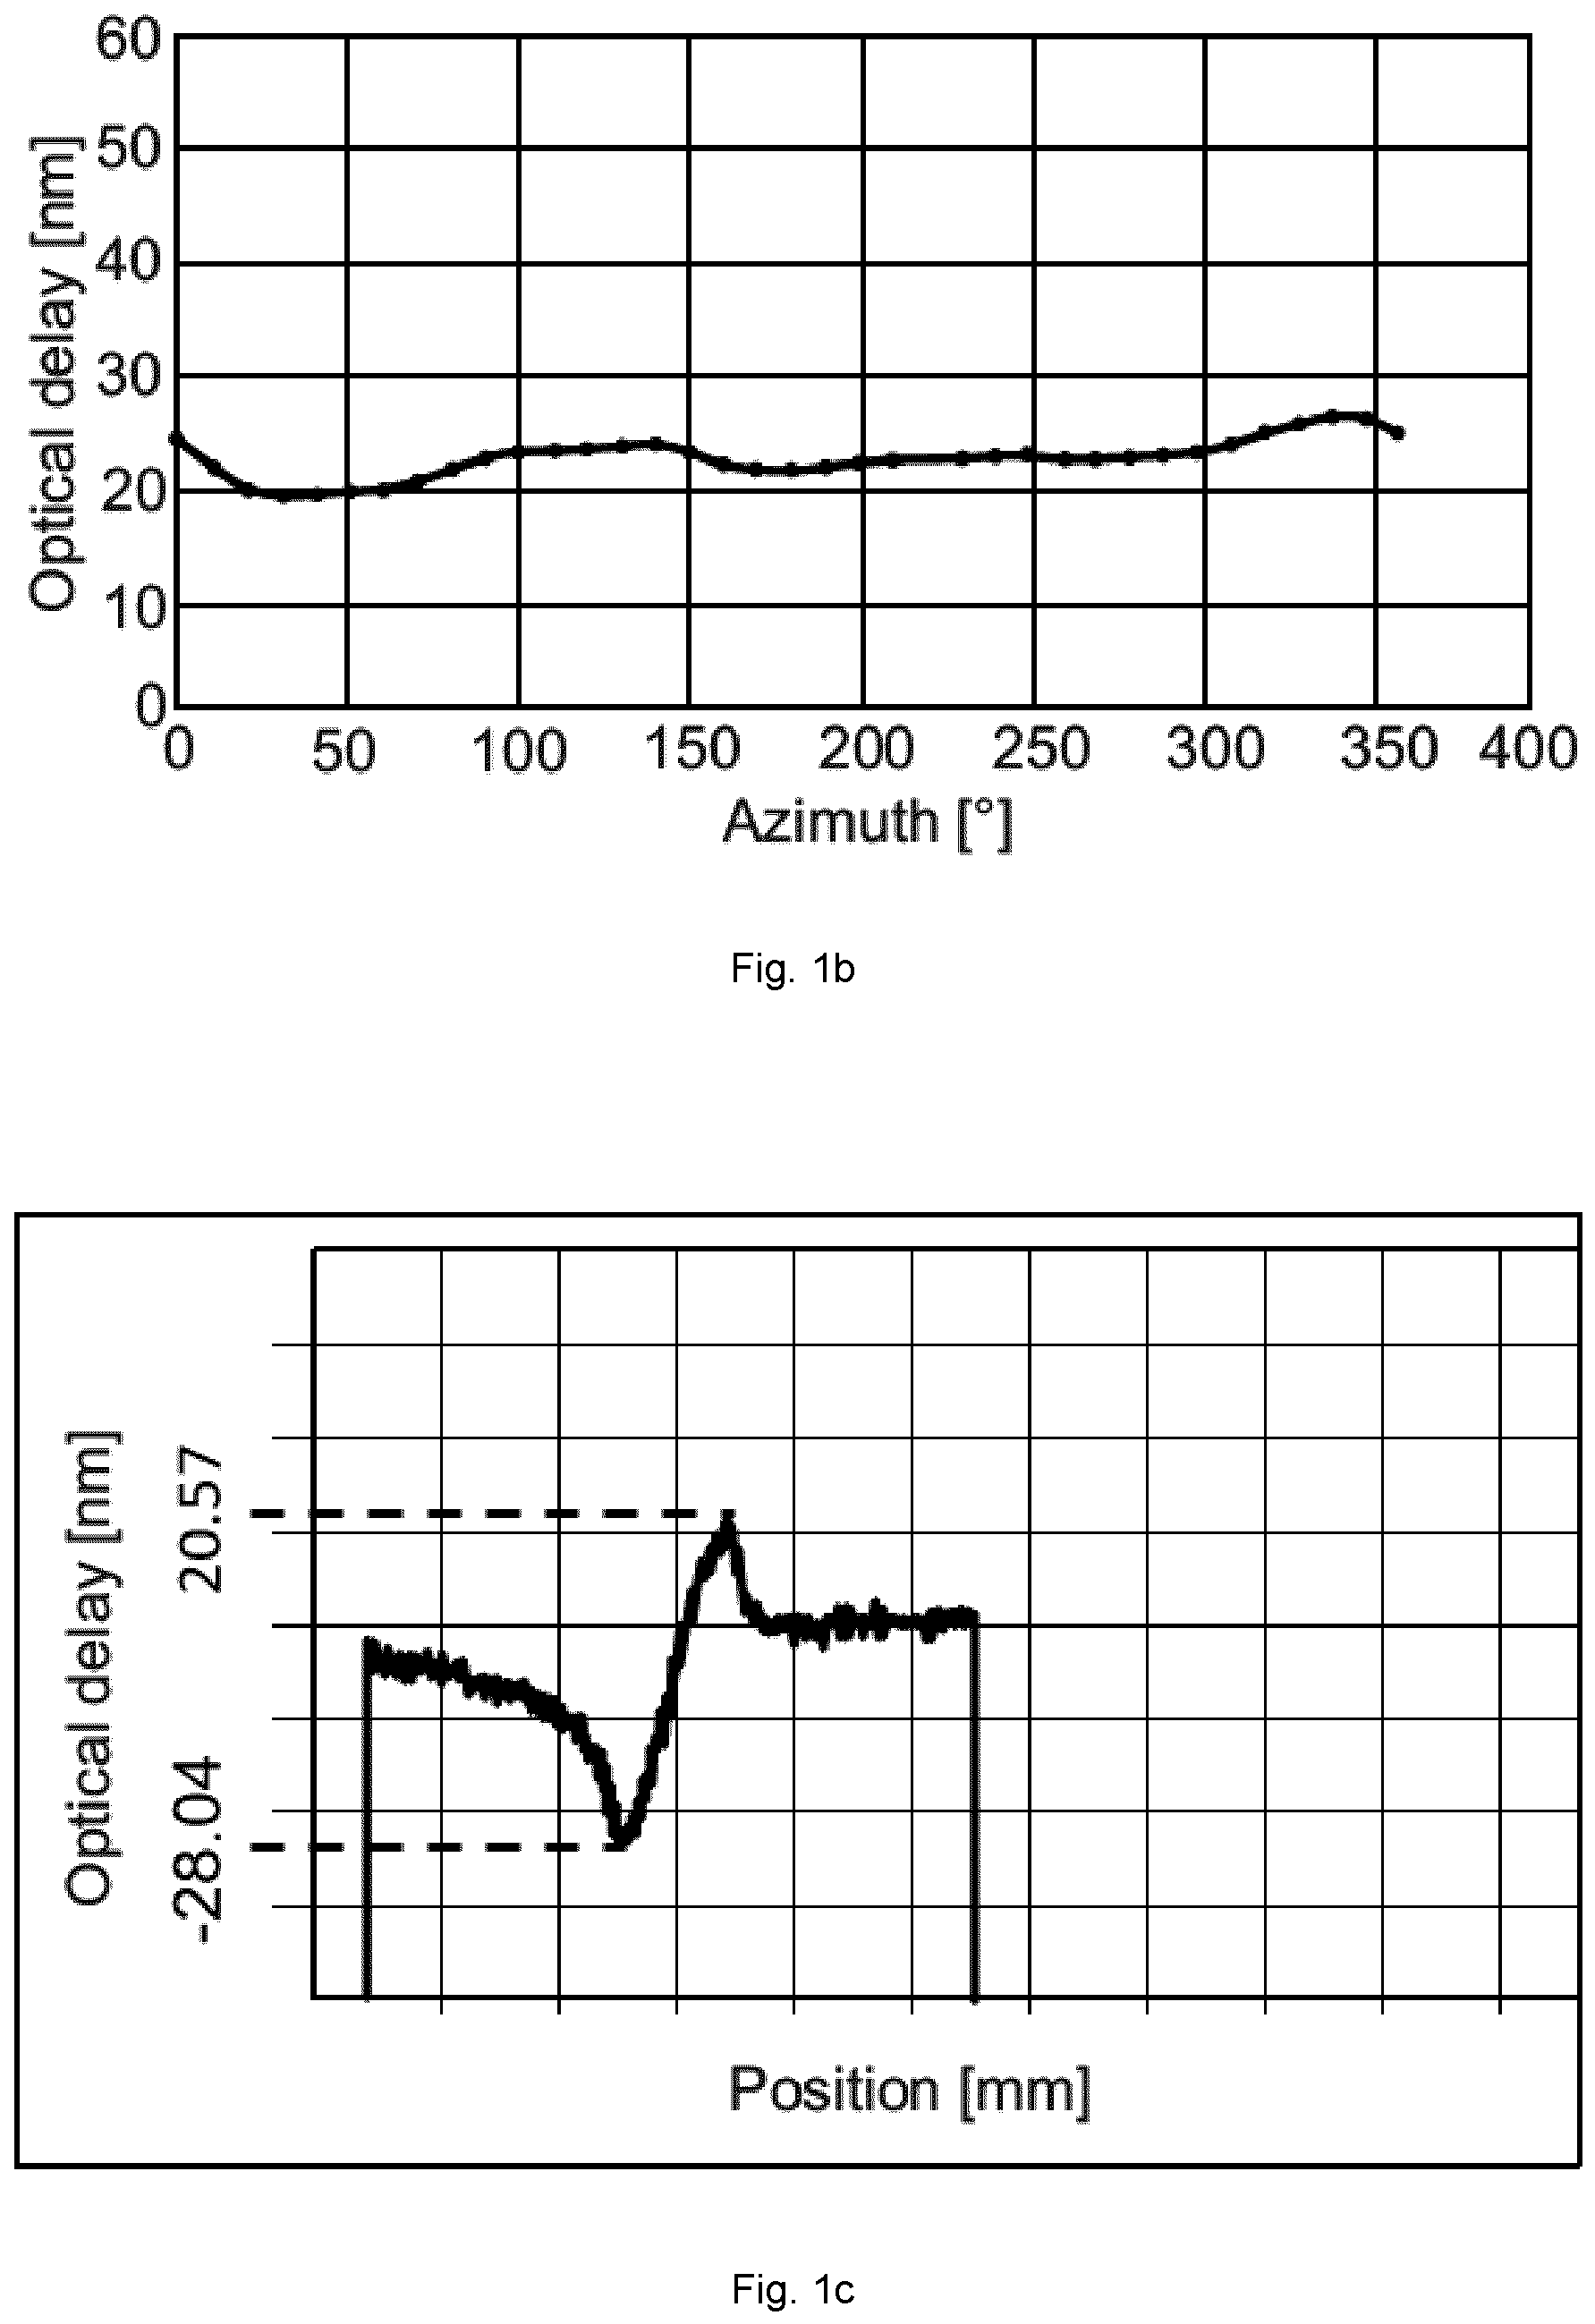 Optical delay [nm]
60
50
40
30
20
10
0
0 50 100 150 200 250 300 350 400
Azimuth [°]
Fig. 1b
Optical delay [nm]
20.57
-28.04
Position [mm]
Fig. 1c